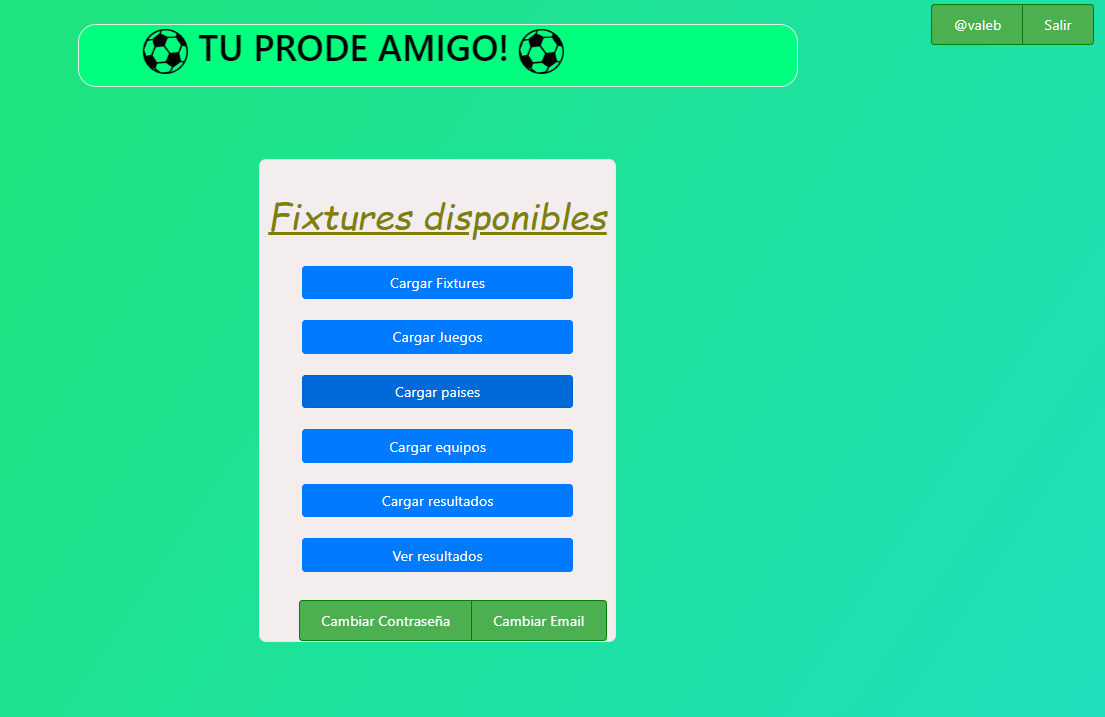 TU PRODE AMIGO!
@valeb Salir
Fixtures disponibles
Cargar Fixtures
Cargar Juegos
Cargar paises
Cargar equipos
Cargar resultados
Ver resultados
Cambiar Contraseña Cambiar Email